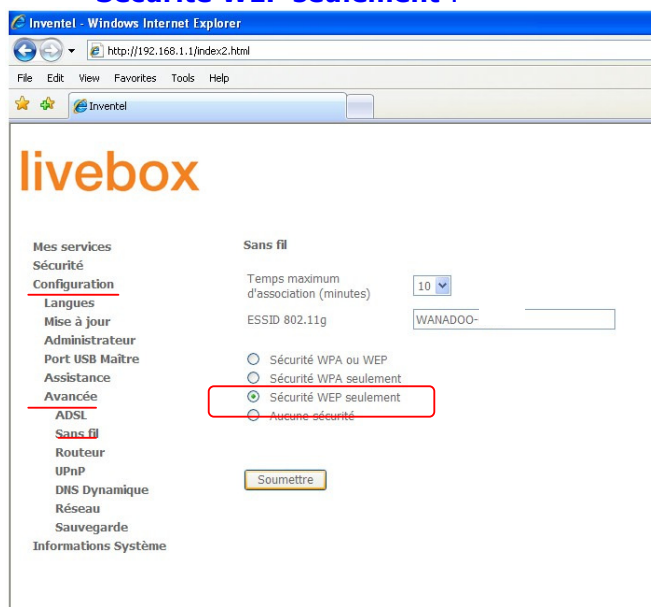 Sécurité WEP seulement :
Inventel - Windows Internet Explorer
http://192.168.1.1/index2.html
File Edit View Favorites Tools Help
Inventel
livebox
Mes services
Sécurité
Configuration
Langues
Mise à jour
Administrateur
Port USB Maître
Assistance
Avancée
ADSL
Sans fil
Routeur
UPnP
DNS Dynamique
Réseau
Sauvegarde
Informations Système
Sans fil
Temps maximum
d'association (minutes)
10
ESSID 802.11g
WANADOO-
Sécurité WPA ou WEP
Sécurité WPA seulement
Sécurité WEP seulement
Aucune sécurité
Soumettre